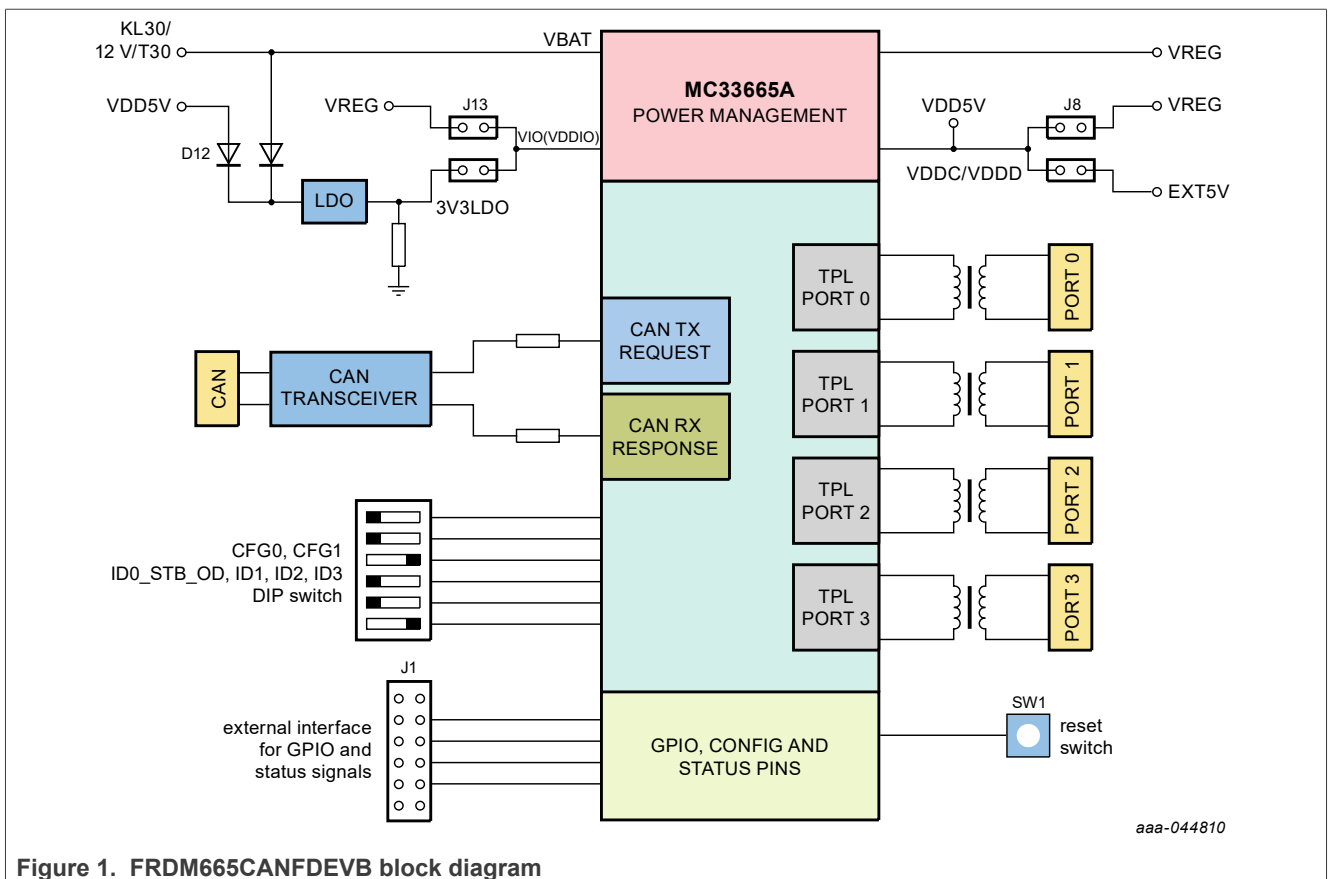 KL30/
12 V/T30
VBAT
VREG
MC33665A
POWER MANAGEMENT
VDD5V
VREG
J13
VDD5V
J8
VREG
D12
VIO(VDDIO)
VDDC/VDDD
LDO
3V3LDO
EXT5V
TPL
PORT 0
PORT 0
CAN TX
REQUEST
CAN
CAN
TRANSCEIVER
TPL
PORT 1
PORT 1
CAN RX
RESPONSE
TPL
PORT 2
PORT 2
CFG0, CFG1
ID0_STB_OD, ID1, ID2, ID3
DIP switch
TPL
PORT 3
PORT 3
J1
external interface
for GPIO and
status signals
GPIO, CONFIG AND
STATUS PINS
SW1
reset
switch
aaa-044810
Figure 1. FRDM665CANFDEVB block diagram